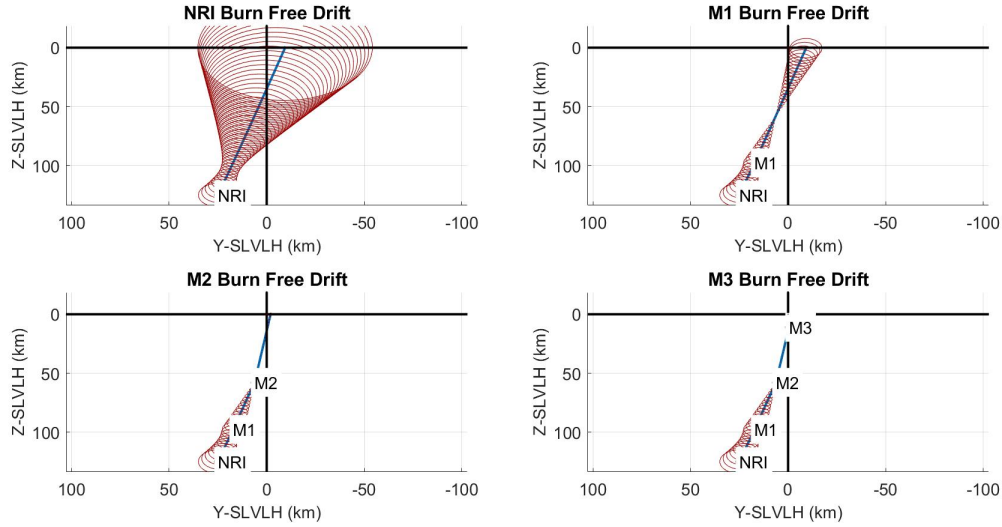 NRI Burn Free Drift
0
50
100
Z-SLVLH (km)
NRI
100
50
0
-50
-100
Y-SLVLH (km)
M1 Burn Free Drift
0
50
100
Z-SLVLH (km)
M1
NRI
100
50
0
-50
-100
Y-SLVLH (km)
M2 Burn Free Drift
0
50
100
Z-SLVLH (km)
M2
M1
NRI
100
50
0
-50
-100
Y-SLVLH (km)
M3 Burn Free Drift
0
50
100
Z-SLVLH (km)
M3
M2
M1
NRI
100
50
0
-50
-100
Y-SLVLH (km)